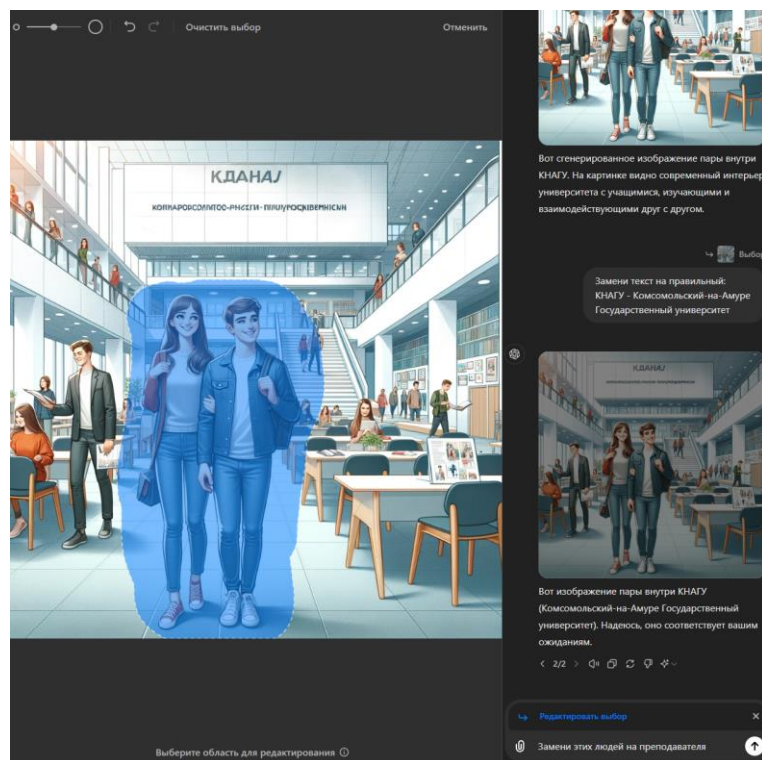 Очистить выбор
Отменить
КДАНАЈ
Вот сгенерированное изображение пары внутри
КНАГУ. На картинке видно современный интерьер
университета с учащимися, изучающими и
взаимодействующими друг с другом.
Выбор
Замени текст на правильный:
КНАГУ - Комсомольский-на-Амуре
Государственный университет
Вот изображение пары внутри КНАГУ
(Комсомольский-на-Амуре Государственный
университет). Надеюсь, оно соответствует вашим
ожиданиям.
2/2
Редактировать выбор
Замени этих людей на преподавателя
Выберите область для редактирования